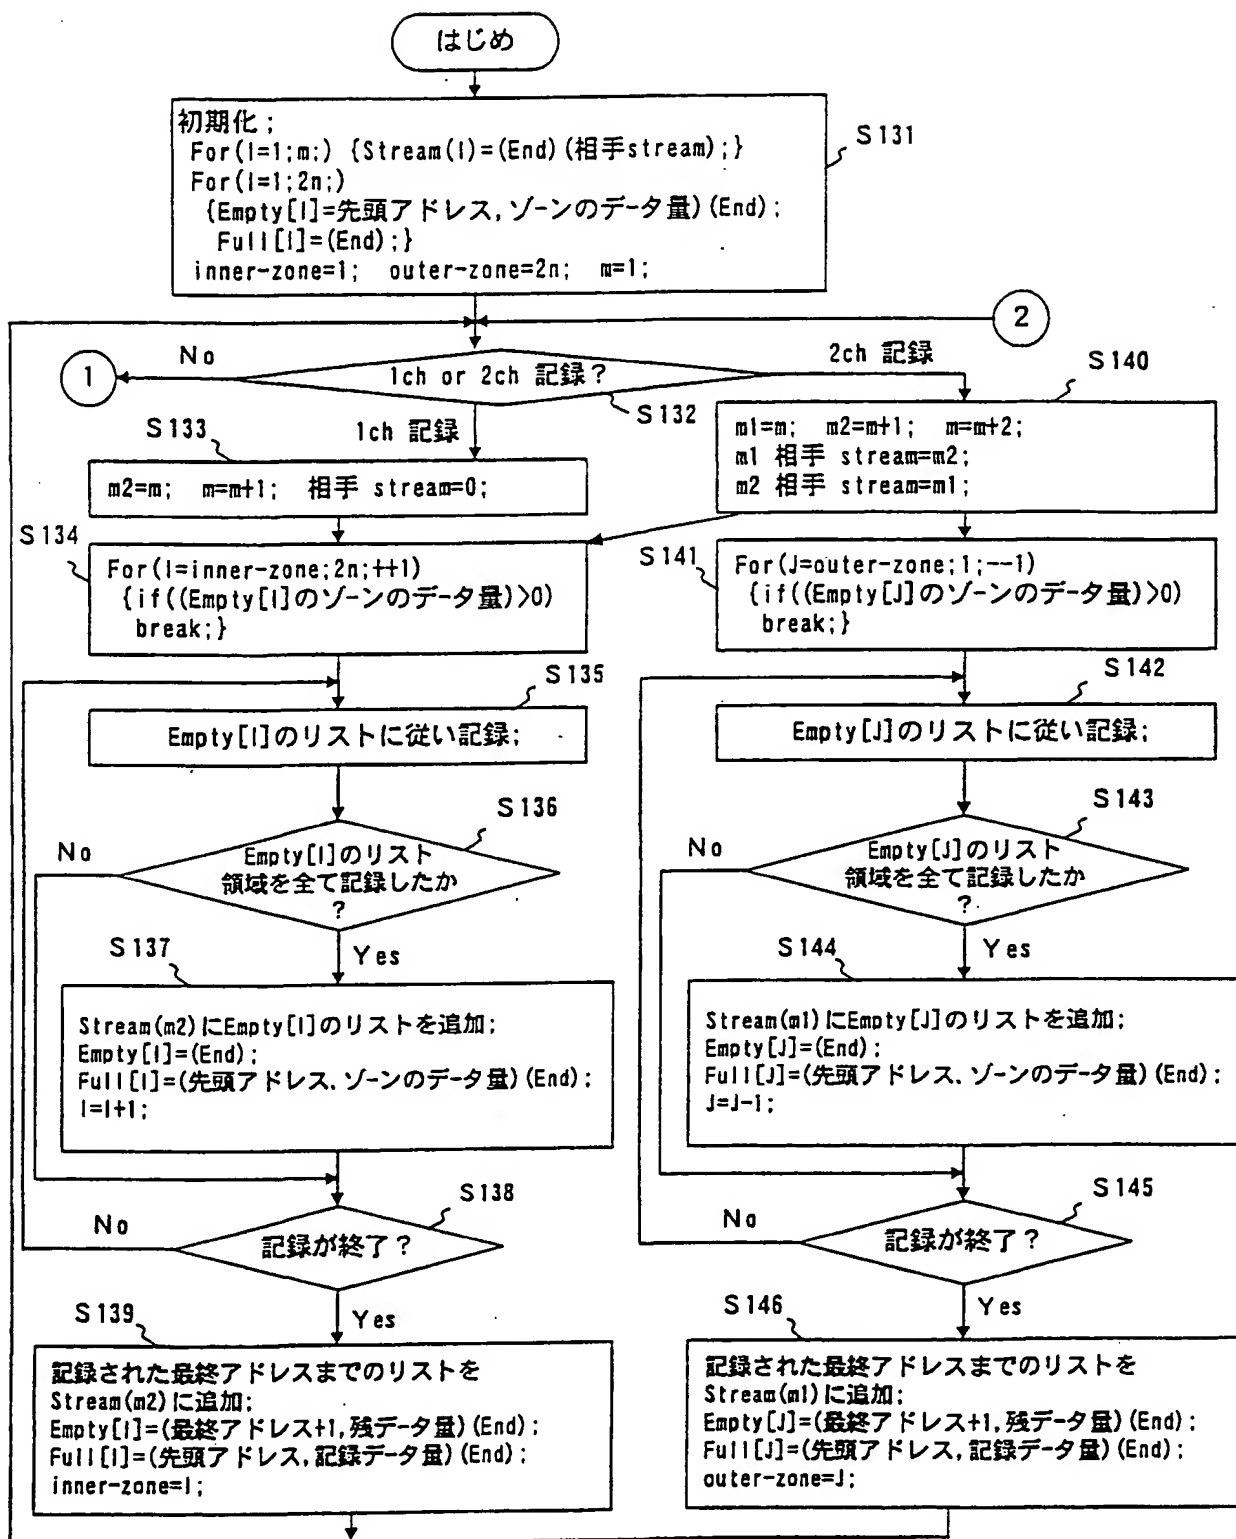 はじめ
初期化;
For(I=1;m;) {Stream(I)=(End)(相手stream);}
For(I=1;2n;)
{Empty[I]=先頭アドレス,ゾーンのデータ量)(End);
Full[I]=(End);}
inner-zone=1; outer-zone=2n; m=1;
S131
2
No
1
1ch or 2ch 記録?
S132
2ch 記録
S140
1ch 記録
S133
m2=m; m=m+1; 相手 stream=0;
m1=m; m2=m+1; m=m+2;
m1 相手 stream=m2;
m2 相手 stream=m1;
S134
For(I=inner-zone;2n;++1)
{if((Empty[I]のゾーンのデータ量)>0)
break;}
S141
For(J=outer-zone;1;--1)
{if((Empty[J]のゾーンのデータ量)>0)
break;}
S135
Empty[I]のリストに従い記録;
S142
Empty[J]のリストに従い記録;
S136
No
Empty[I]のリスト
領域を全て記録したか
?
Yes
S143
No
Empty[J]のリスト
領域を全て記録したか
?
Yes
S137
Stream(m2)にEmpty[I]のリストを追加;
Empty[I]=(End);
Full[I]=(先頭アドレス,ゾーンのデータ量)(End);
I=I+1;
S144
Stream(m1)にEmpty[J]のリストを追加;
Empty[J]=(End);
Full[J]=(先頭アドレス,ゾーンのデータ量)(End);
J=J-1;
S138
No
記録が終了?
Yes
S145
No
記録が終了?
Yes
S139
記録された最終アドレスまでのリストを
Stream(m2)に追加;
Empty[I]=(最終アドレス+1,残データ量)(End);
Full[I]=(先頭アドレス,記録データ量)(End);
inner-zone=I;
S146
記録された最終アドレスまでのリストを
Stream(m1)に追加;
Empty[J]=(最終アドレス+1,残データ量)(End);
Full[J]=(先頭アドレス,記録データ量)(End);
outer-zone=J;